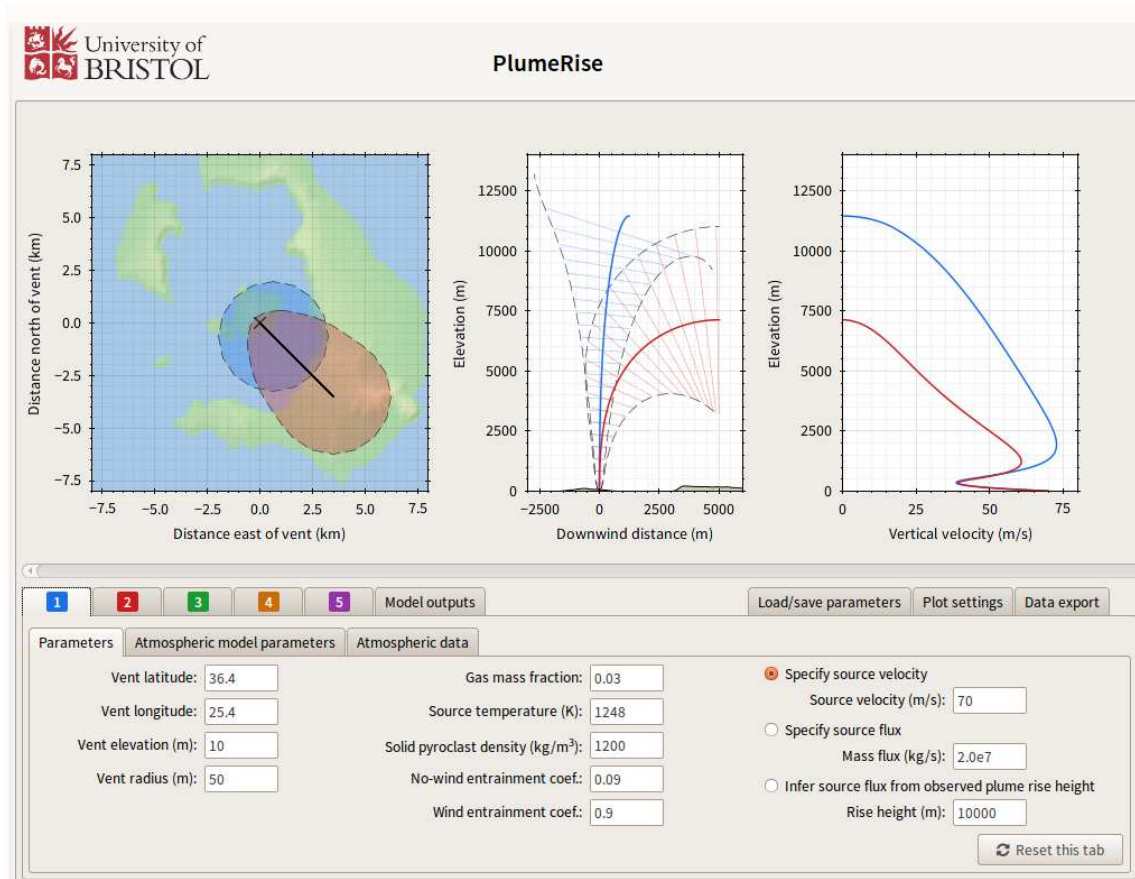 University of
BRISTOL
PlumeRise
7.5
5.0
2.5
0.0
−2.5
−5.0
−7.5
−7.5 −5.0 −2.5 0.0 2.5 5.0 7.5
Distance north of vent (km)
Distance east of vent (km)
12500
10000
7500
5000
2500
0
−2500 0 2500 5000
Elevation (m)
Downwind distance (m)
12500
10000
7500
5000
2500
0
0 25 50 75
Elevation (m)
Vertical velocity (m/s)
1 2 3 4 5 Model outputs Load/save parameters Plot settings Data export
Parameters Atmospheric model parameters Atmospheric data
Vent latitude: 36.4
Vent longitude: 25.4
Vent elevation (m): 10
Vent radius (m): 50
Gas mass fraction: 0.03
Source temperature (K): 1248
Solid pyroclast density (kg/m³): 1200
No-wind entrainment coef.: 0.09
Wind entrainment coef.: 0.9
Specify source velocity
Source velocity (m/s): 70
Specify source flux
Mass flux (kg/s): 2.0e7
Infer source flux from observed plume rise height
Rise height (m): 10000
Reset this tab